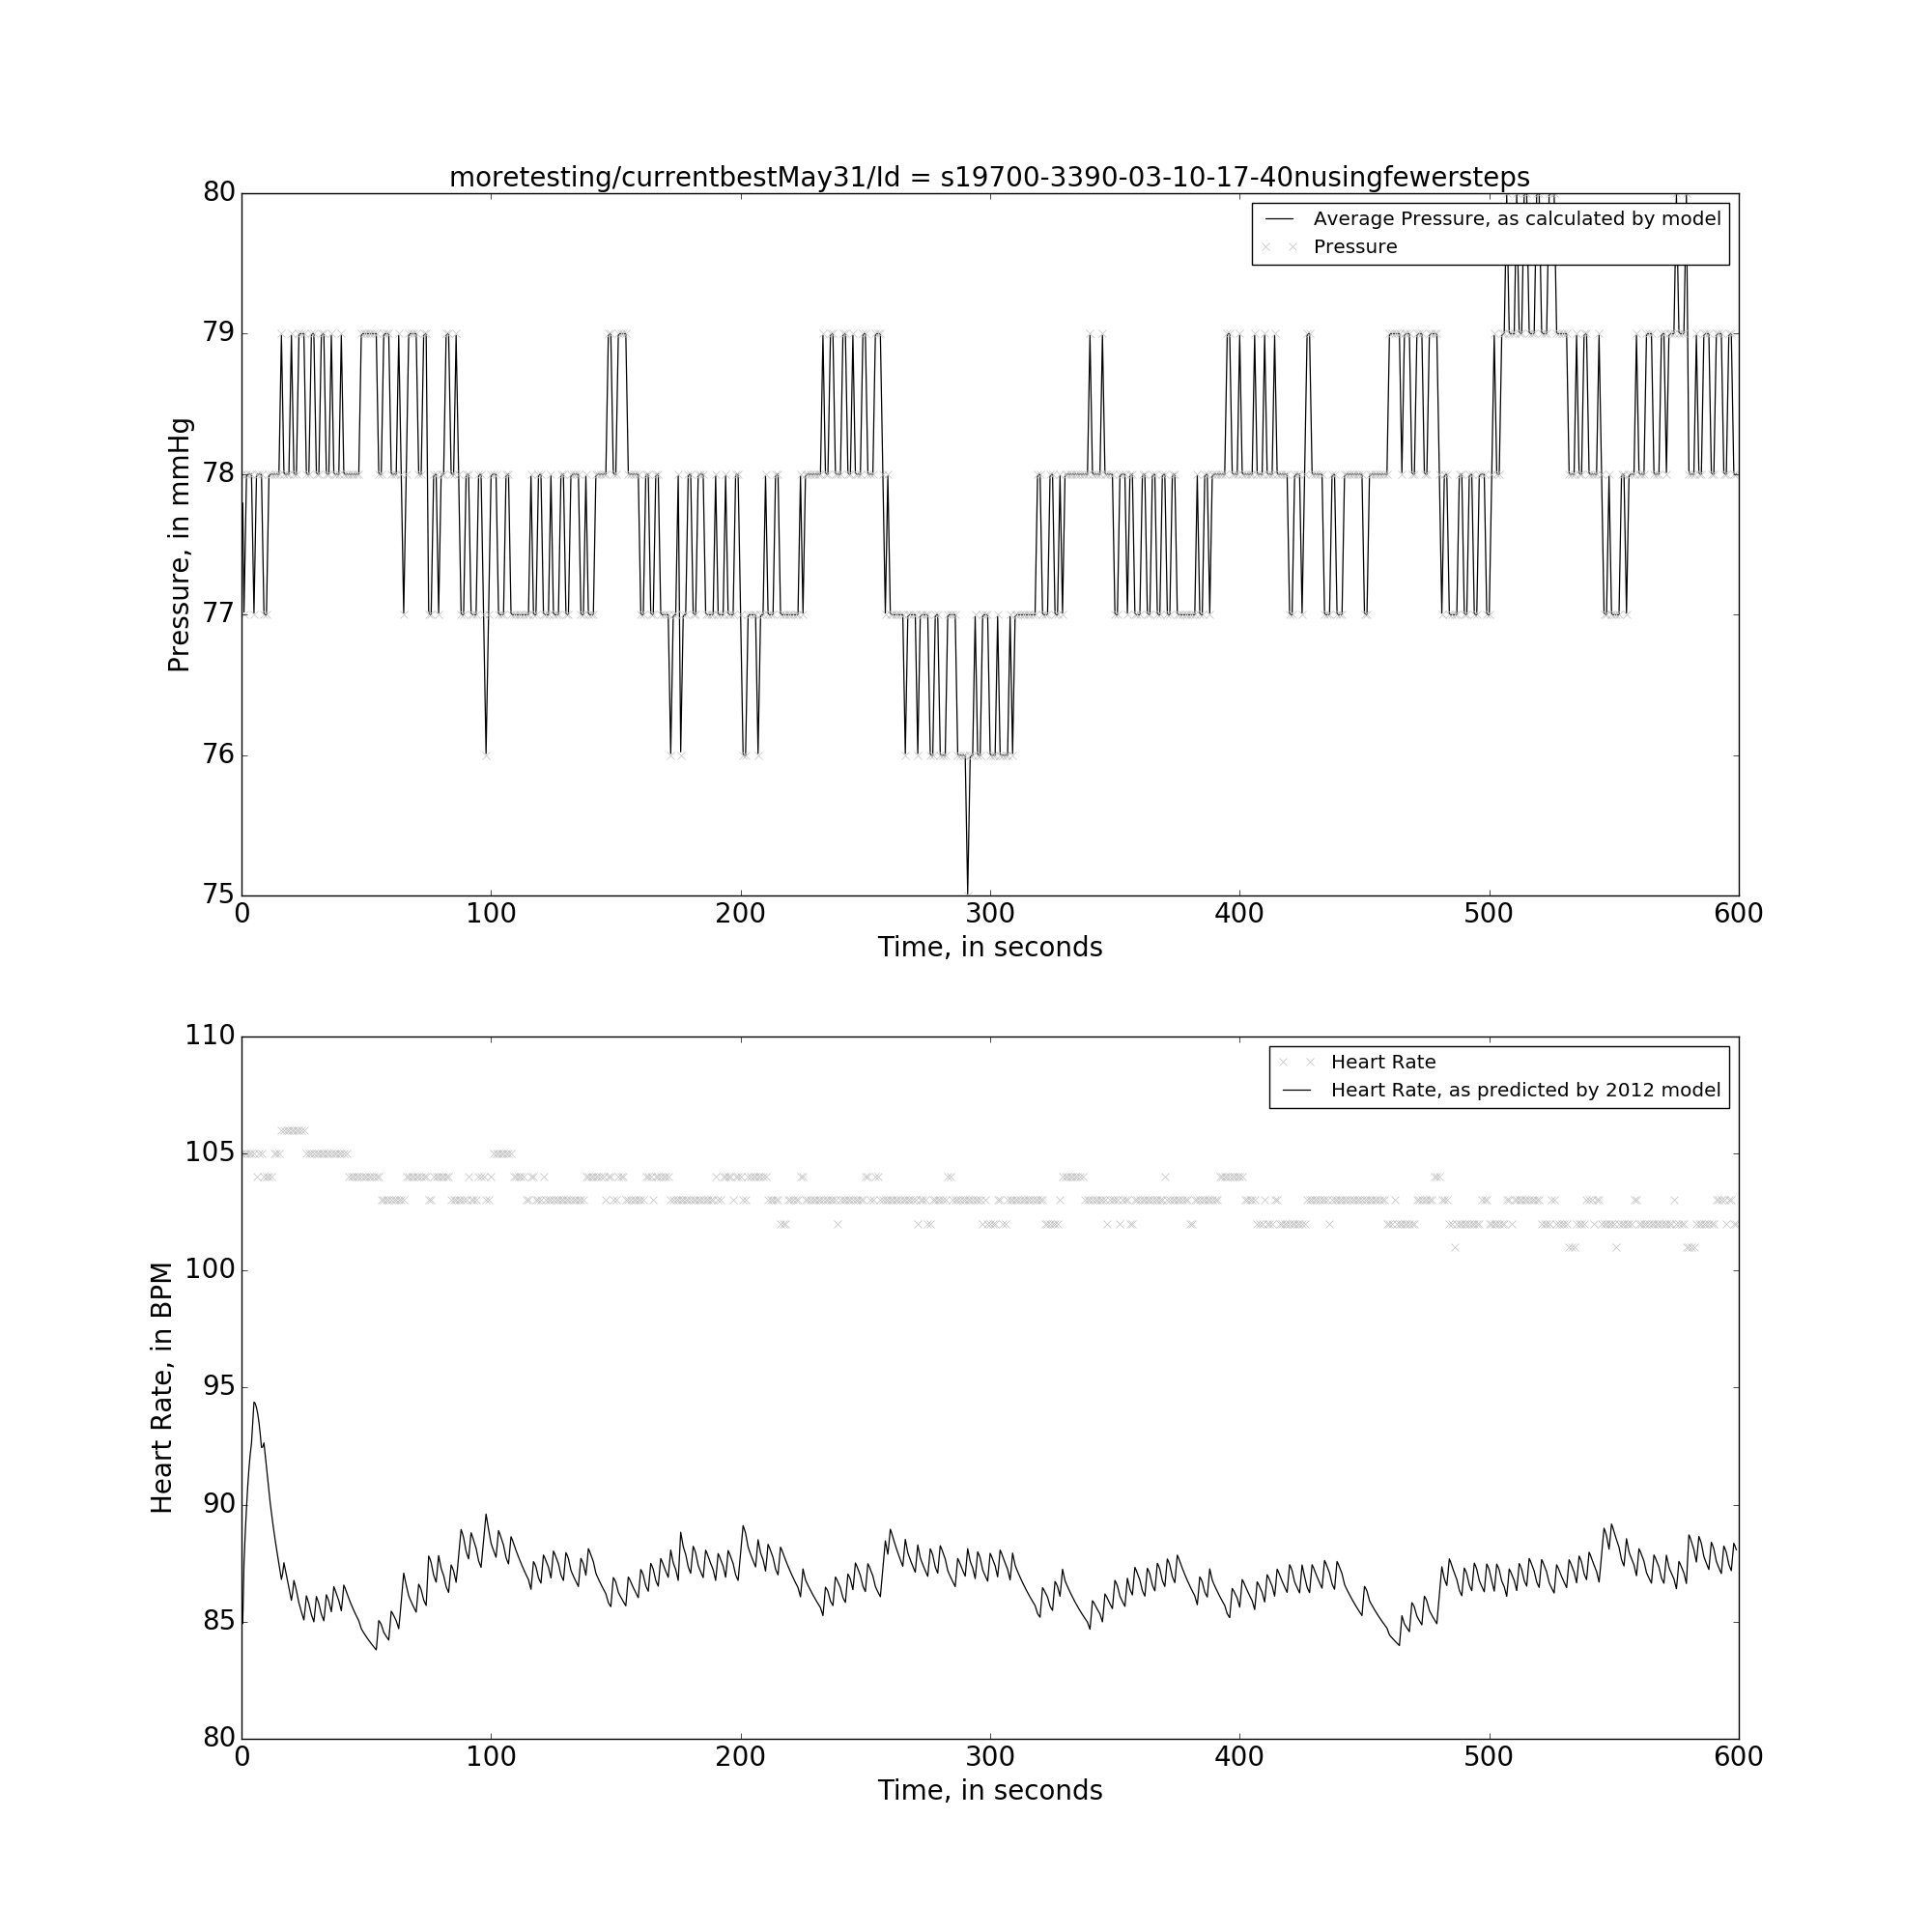 moretesting/currentbestMay31/Id = s19700-3390-03-10-17-40nusingfewersteps
80
79
78
77
76
75
Pressure, in mmHg
Average Pressure, as calculated by model
Pressure
0 100 200 300 400 500 600
Time, in seconds
110
105
100
95
90
85
80
Heart Rate, in BPM
Heart Rate
Heart Rate, as predicted by 2012 model
0 100 200 300 400 500 600
Time, in seconds